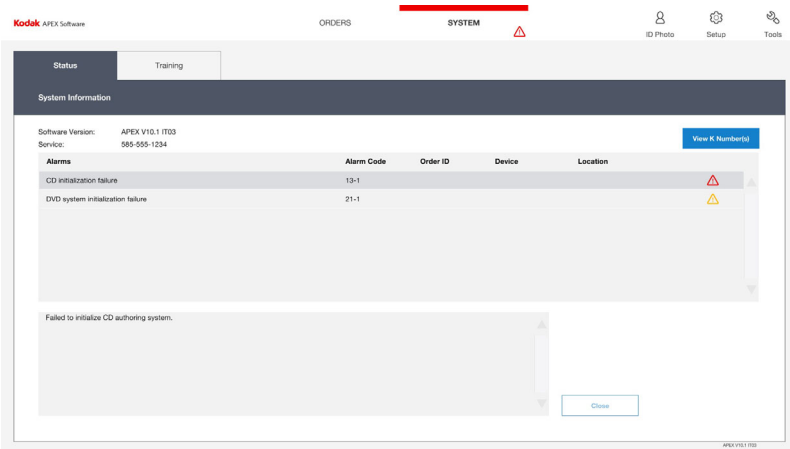 Kodak APEX Software
ORDERS
SYSTEM
ID Photo
Setup
Tools
Status
Training
System Information
Software Version: APEX V10.1 IT03
Service: 585-555-1234
View K Number(s)
Alarms Alarm Code Order ID Device Location
CD initialization failure 13-1
DVD system initialization failure 21-1
Failed to initialize CD authoring system.
Close
APEX V10.1 IT03